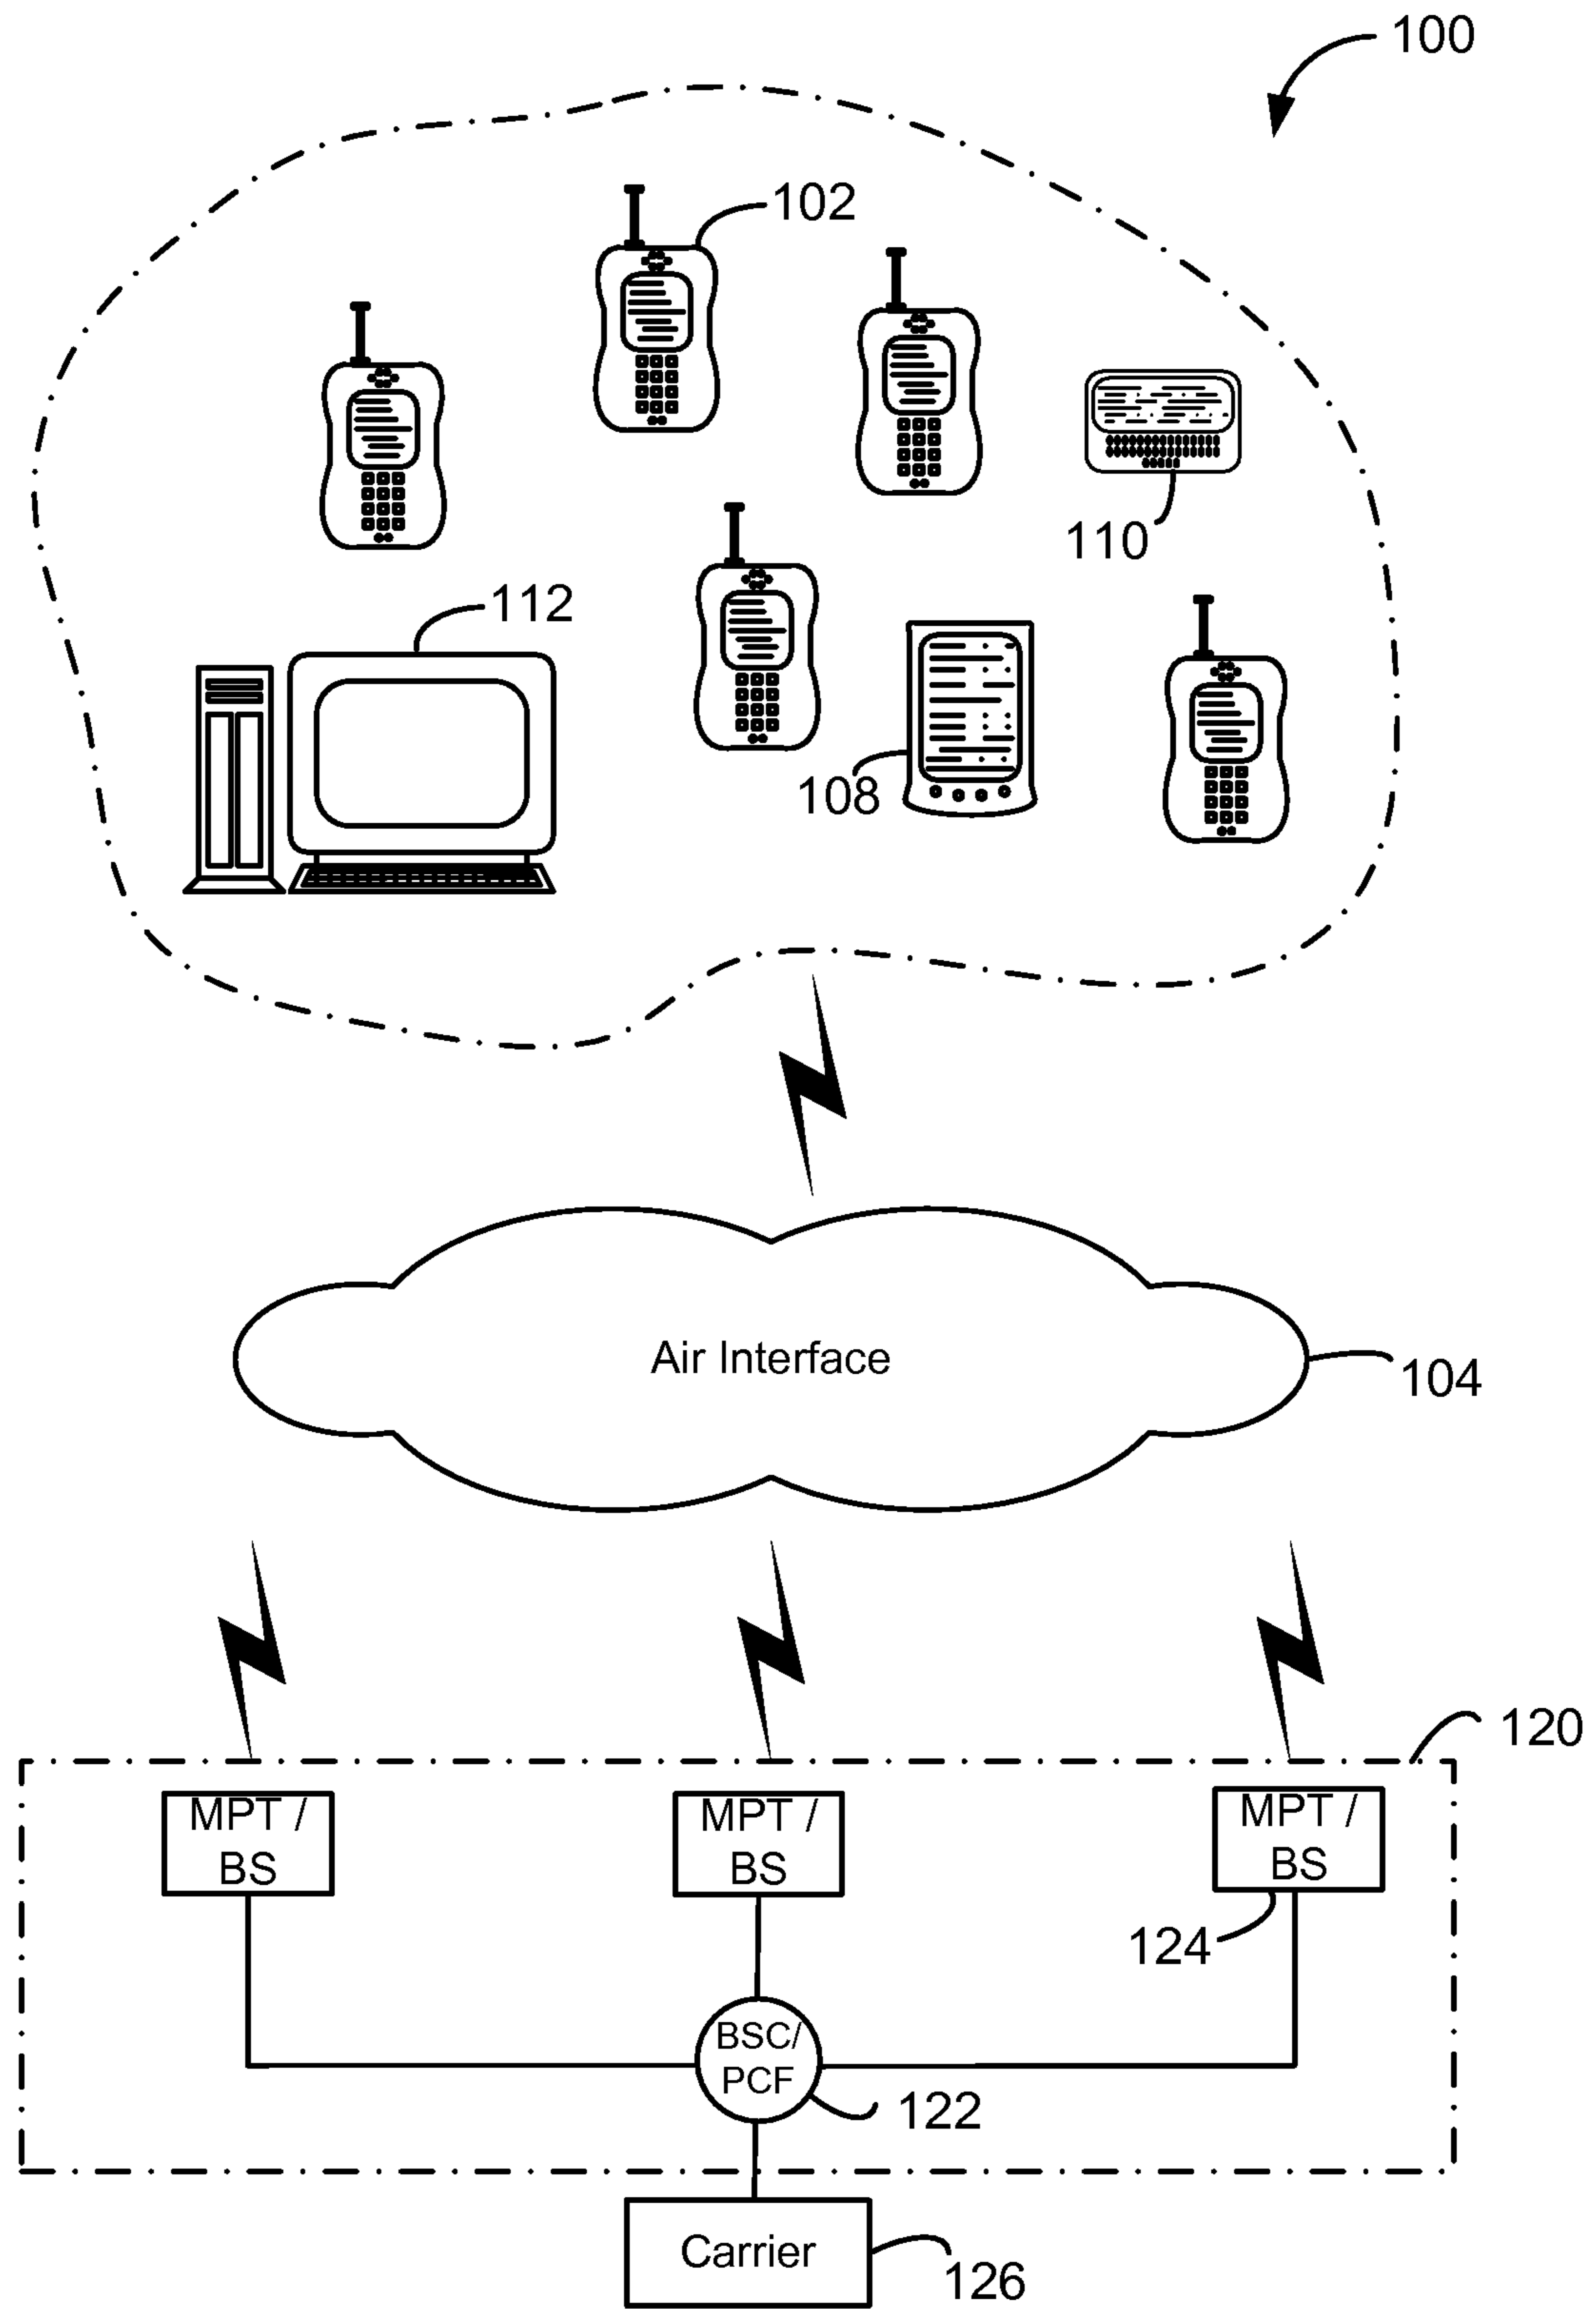 100
102
110
112
108
Air Interface
104
120
MPT /
BS
MPT /
BS
MPT /
BS
124
BSC/
PCF
122
Carrier
126